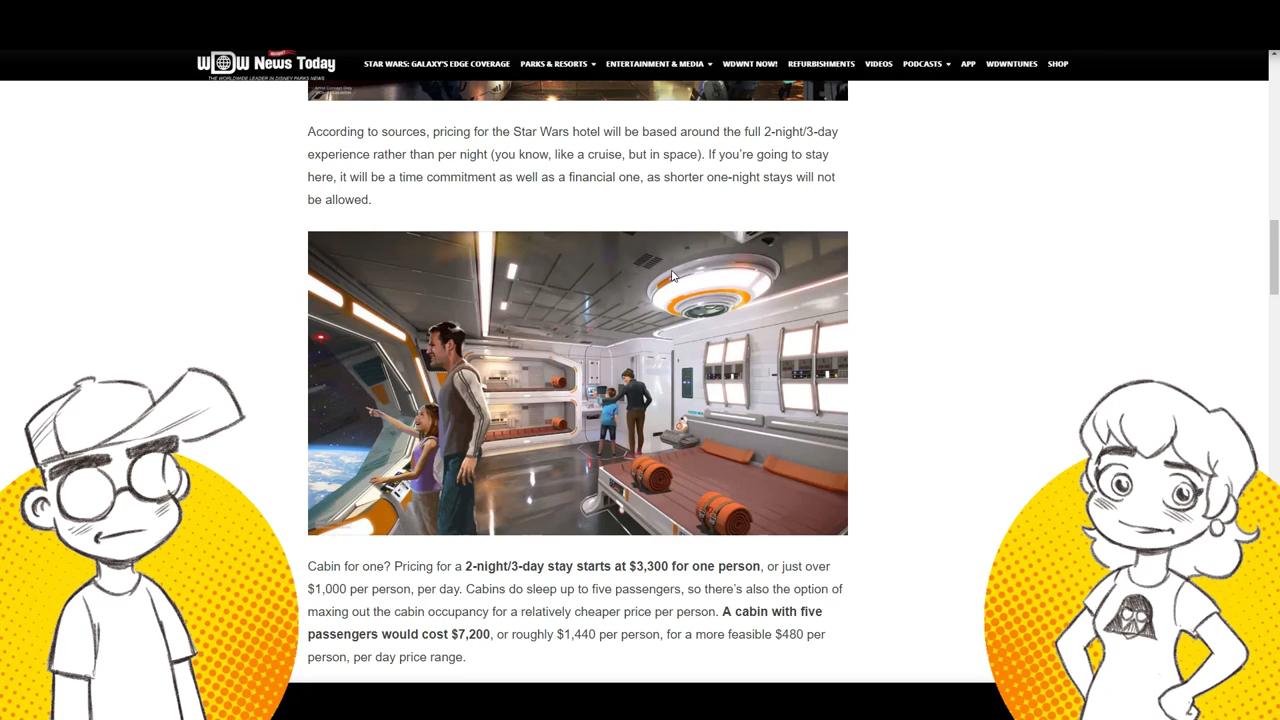 WDW News Today
THE WORLDWIDE LEADER IN DISNEY PARKS NEWS
STAR WARS: GALAXY'S EDGE COVERAGE PARKS & RESORTS ENTERTAINMENT & MEDIA WDWNT NOW! REFURBISHMENTS VIDEOS PODCASTS APP WDWNTUNES SHOP
According to sources, pricing for the Star Wars hotel will be based around the full 2-night/3-day
experience rather than per night (you know, like a cruise, but in space). If you're going to stay
here, it will be a time commitment as well as a financial one, as shorter one-night stays will not
be allowed.
Cabin for one? Pricing for a 2-night/3-day stay starts at $3,300 for one person, or just over
$1,000 per person, per day. Cabins do sleep up to five passengers, so there's also the option of
maxing out the cabin occupancy for a relatively cheaper price per person. A cabin with five
passengers would cost $7,200, or roughly $1,440 per person, for a more feasible $480 per
person, per day price range.